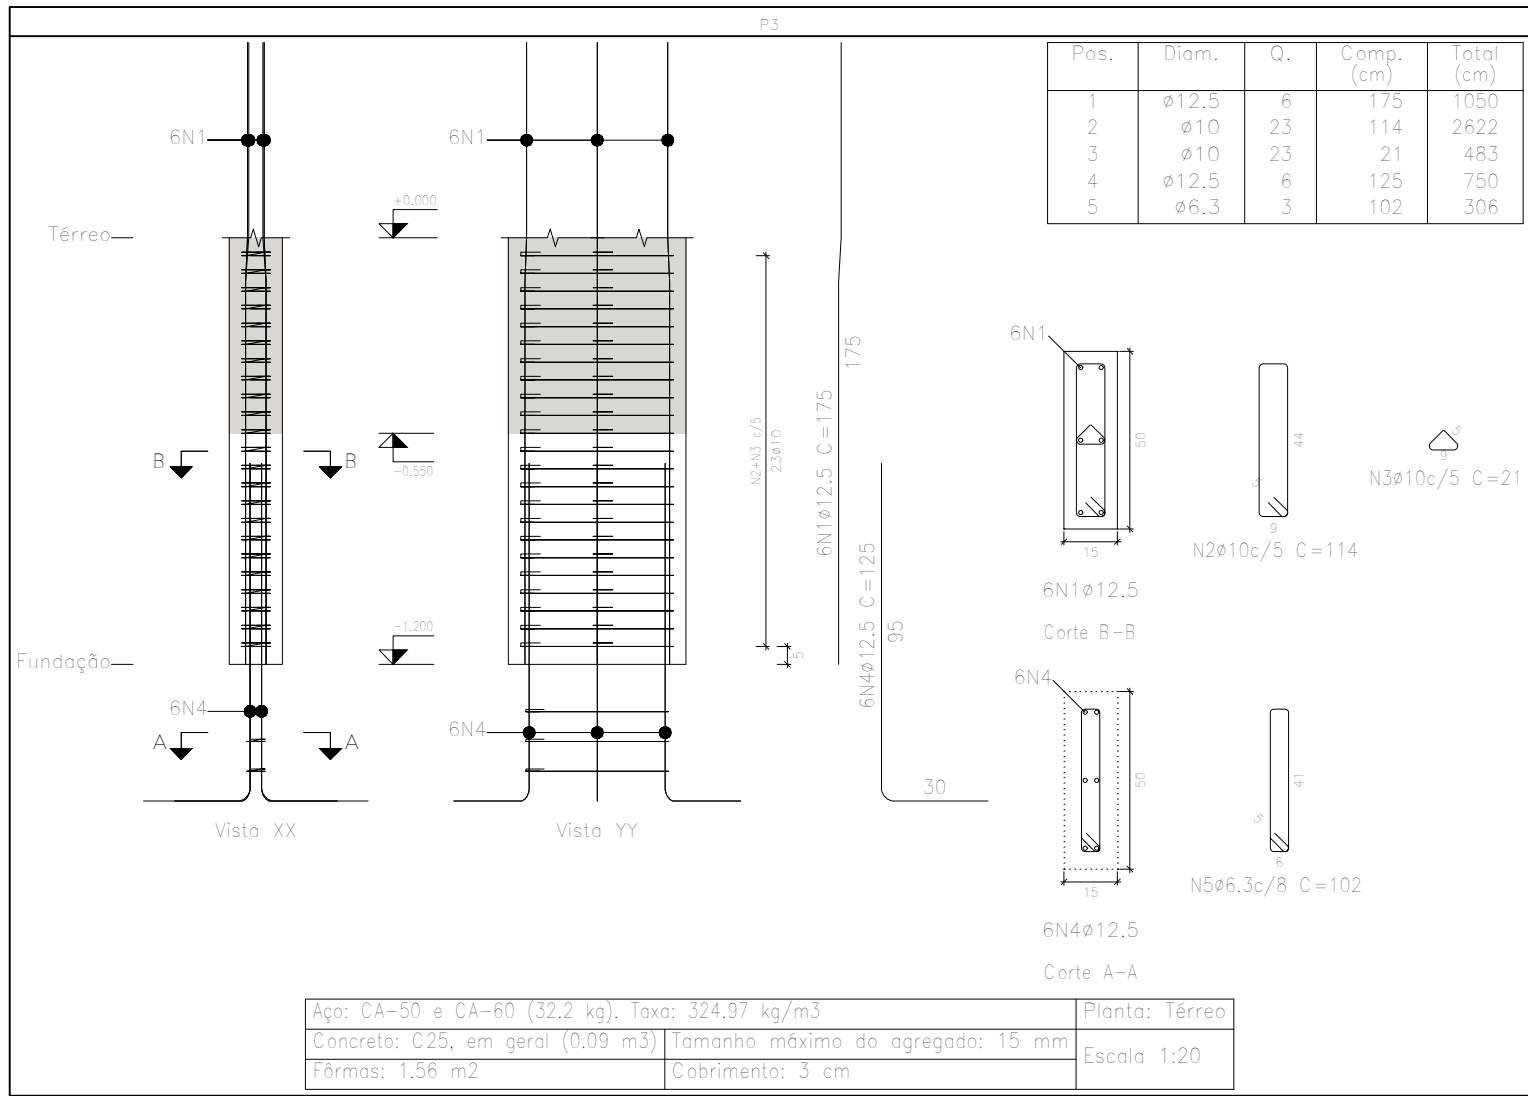 P3
Pos. Diam. Q. Comp. (cm) Total (cm)
1 ø12.5 6 175 1050
2 ø10 23 114 2622
3 ø10 23 21 483
4 ø12.5 6 125 750
5 ø6.3 3 102 306
6N1
6N1
+0.000
Térreo
B B
-0.550
-1.200
Fundação
6N4
6N4
A A
Vista XX
Vista YY
N2+N3 c/5
23ø10
5
6N1ø12.5 C=175
175
6N4ø12.5 C=125
95
30
6N1
50
15
6N1ø12.5
Corte B-B
44
5
9
N2ø10c/5 C=114
5
9
N3ø10c/5 C=21
6N4
50
15
6N4ø12.5
Corte A-A
41
5
6
N5ø6.3c/8 C=102
Aço: CA-50 e CA-60 (32.2 kg). Taxa: 324.97 kg/m3
Planta: Térreo
Concreto: C25, em geral (0.09 m3)
Tamanho máximo do agregado: 15 mm
Escala 1:20
Fôrmas: 1.56 m2
Cobrimento: 3 cm